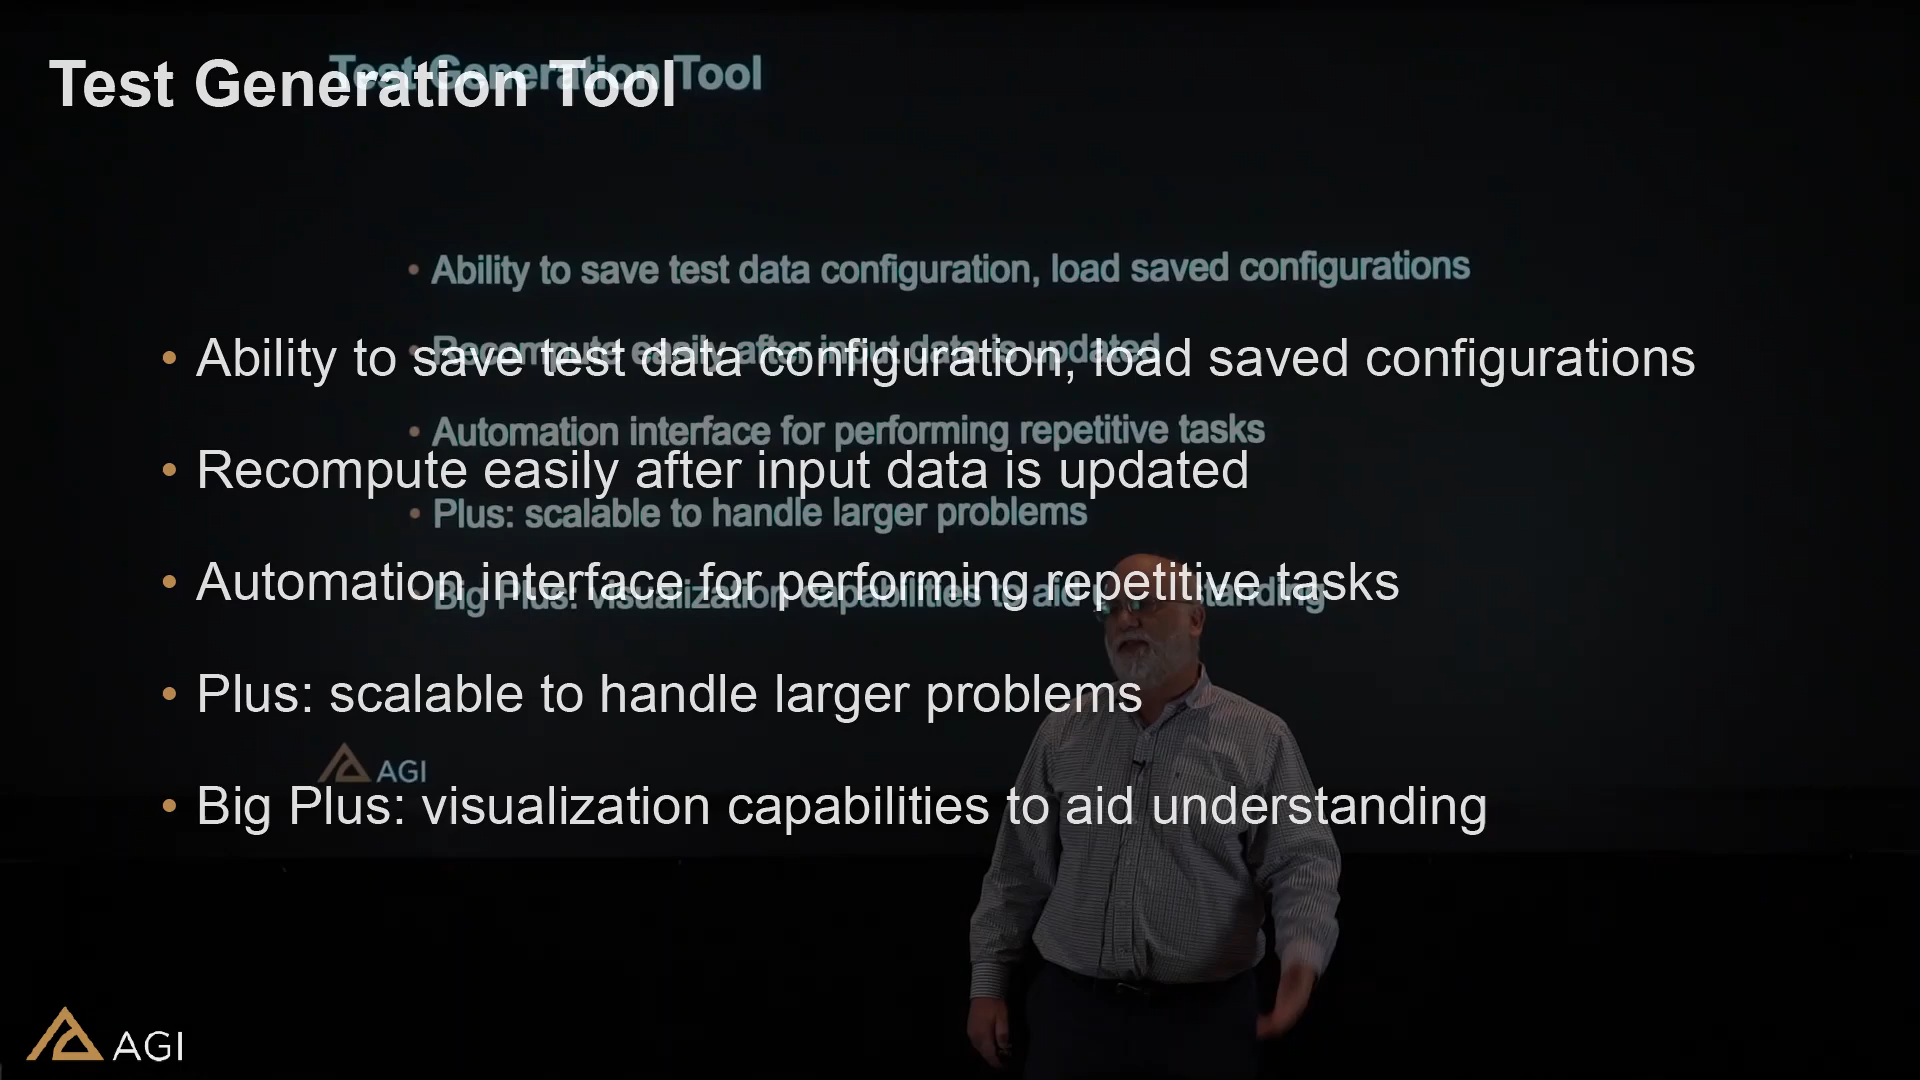 Test Generation Tool
Test Generation Tool
• Ability to save test data configuration, load saved configurations
• Recompute easily after input data is updated
• Automation interface for performing repetitive tasks
• Plus: scalable to handle larger problems
• Big Plus: visualization capabilities to aid understanding
AGI
• Ability to save test data configuration, load saved configurations
• Recompute easily after input data is updated
• Automation interface for performing repetitive tasks
• Plus: scalable to handle larger problems
• Big Plus: visualization capabilities to aid standing
AGI